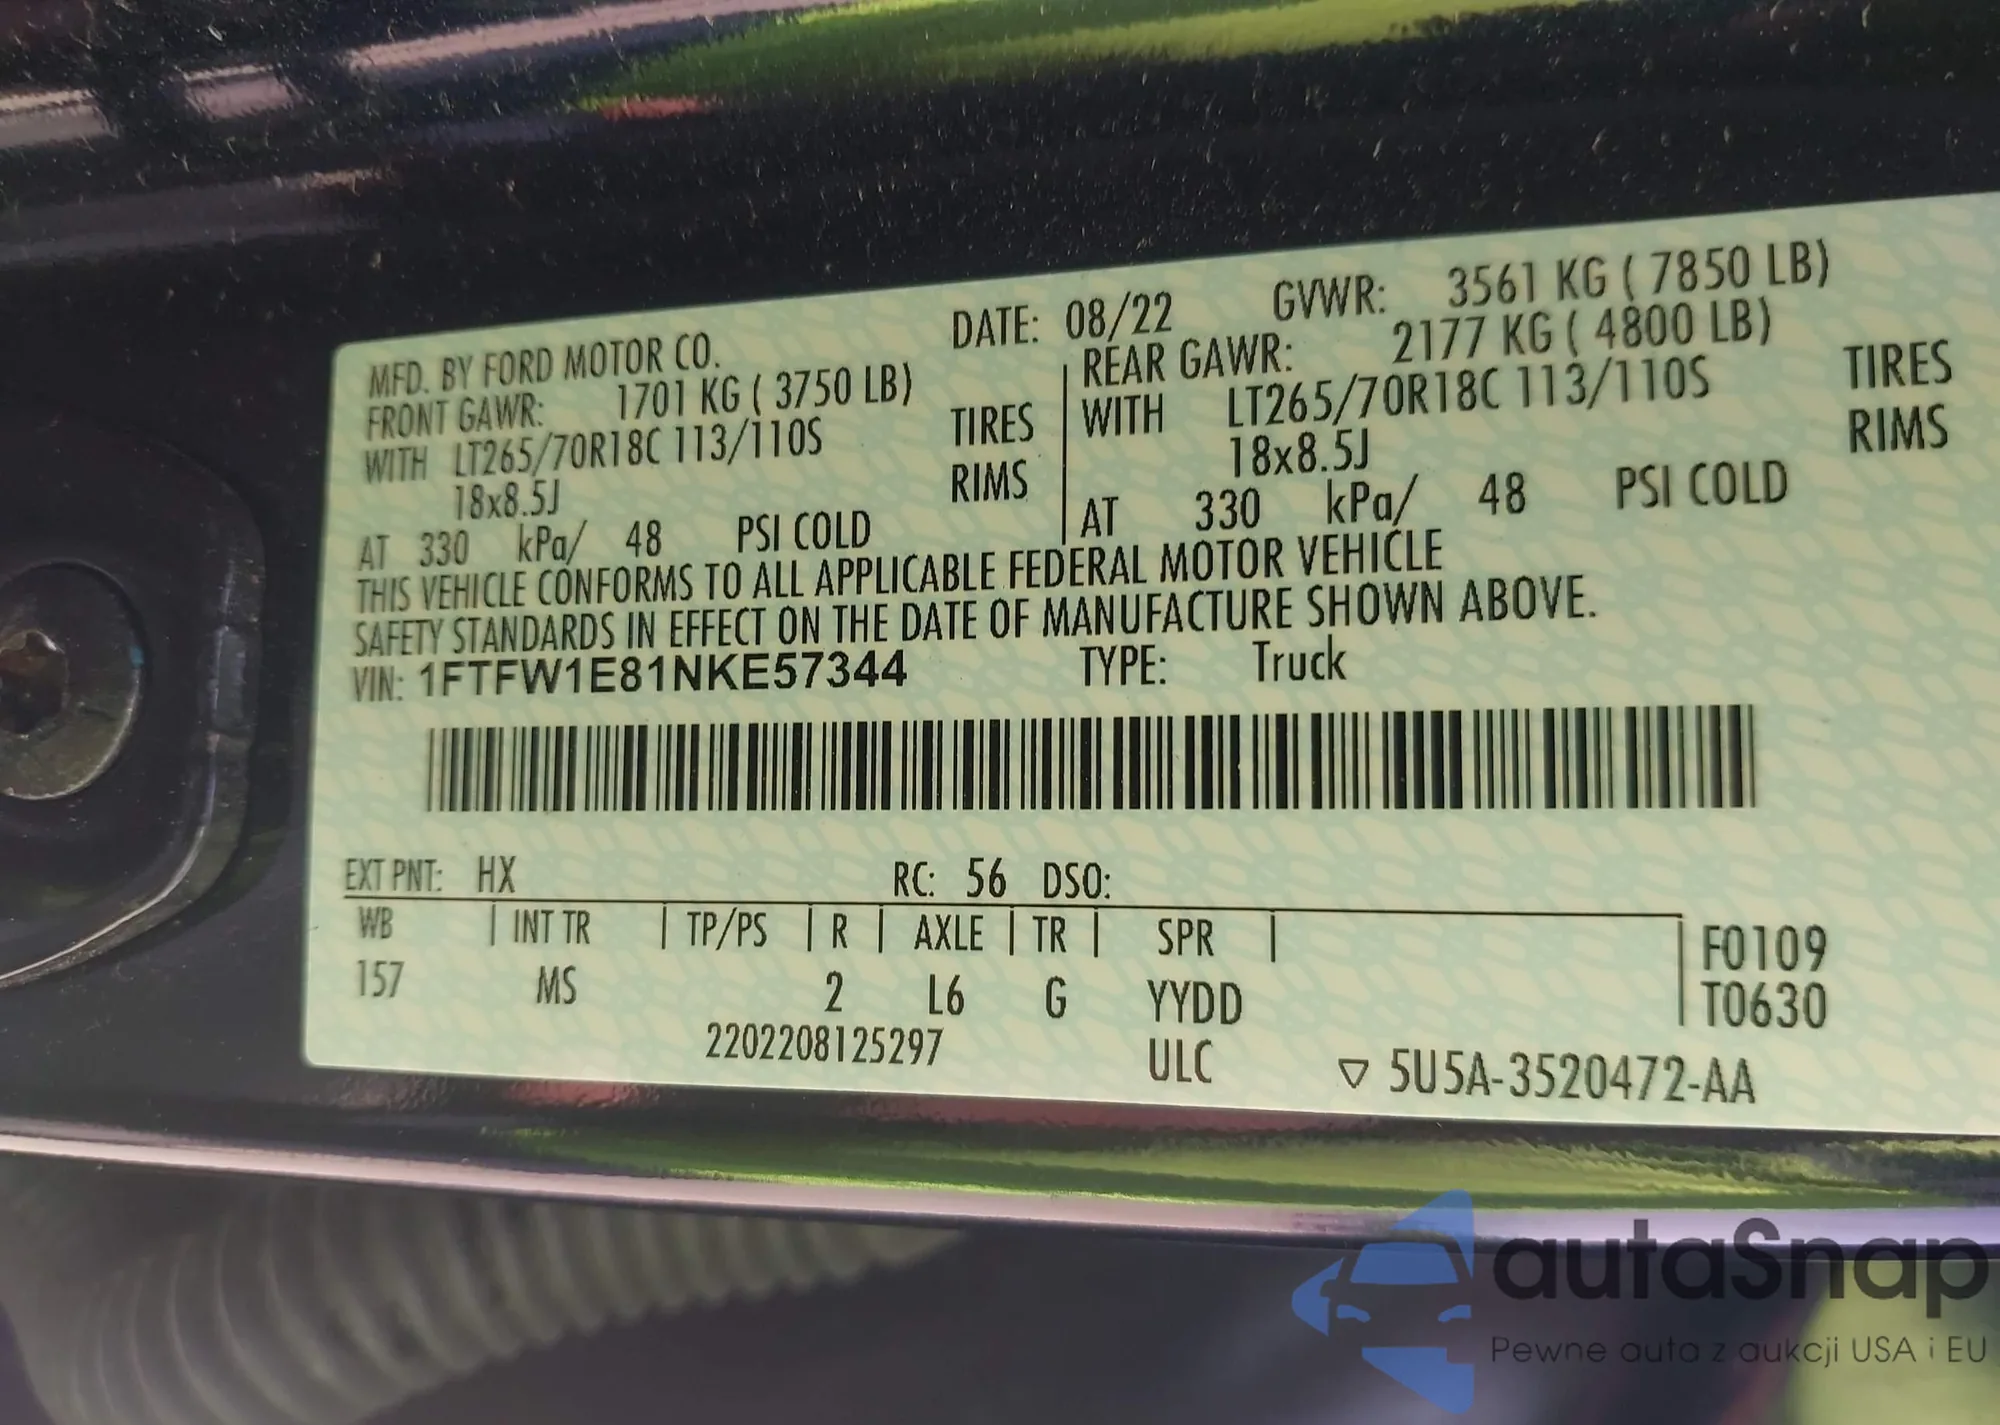 MFD. BY FORD MOTOR CO. DATE: 08/22 GVWR: 3561 KG ( 7850 LB)
FRONT GAWR: 1701 KG ( 3750 LB) REAR GAWR: 2177 KG ( 4800 LB)
WITH LT265/70R18C 113/110S TIRES WITH LT265/70R18C 113/110S TIRES
18x8.5J RIMS 18x8.5J RIMS
AT 330 kPa/ 48 PSI COLD AT 330 kPa/ 48 PSI COLD
THIS VEHICLE CONFORMS TO ALL APPLICABLE FEDERAL MOTOR VEHICLE
SAFETY STANDARDS IN EFFECT ON THE DATE OF MANUFACTURE SHOWN ABOVE.
VIN: 1FTFW1E81NKE57344 TYPE: Truck
EXT PNT: HX RC: 56 DSO:
WB | INT TR | TP/PS | R | AXLE | TR | SPR | F0109
157 MS 2 L6 G YYDD T0630
2202208125297 ULC ▽ 5U5A-3520472-AA
autaSnap
Pewne auta z aukcji USA i EU